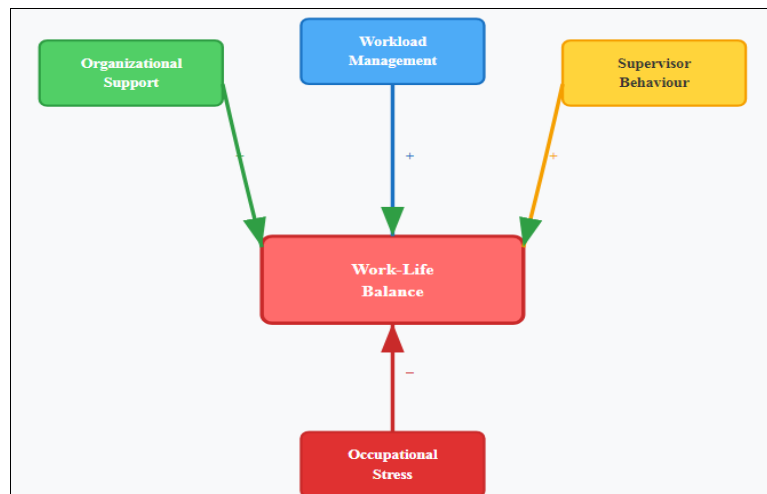 Organizational
Support
Workload
Management
Supervisor
Behaviour
+
+
+
Work-Life
Balance
−
Occupational
Stress